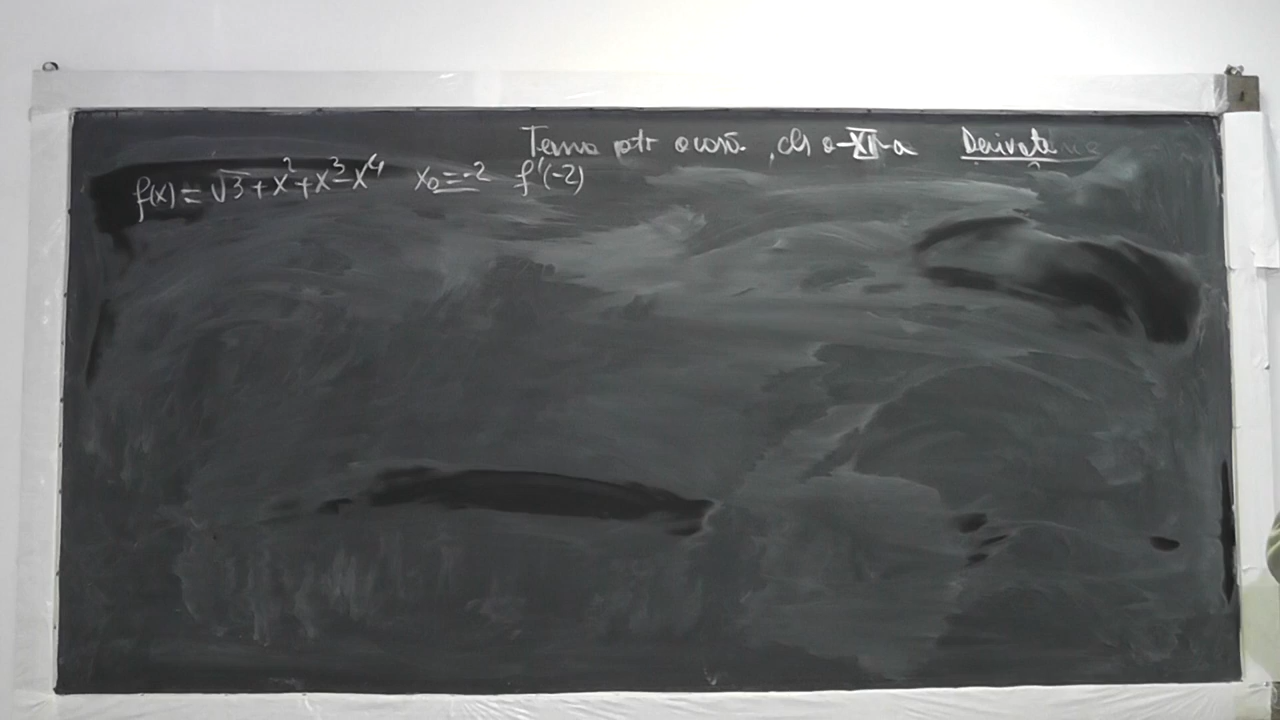 Tema ptr acasă, cls a XI-a Derivate
f(x) = √3 + x² + x³ - x⁴ x₀ = -2 f'(-2)